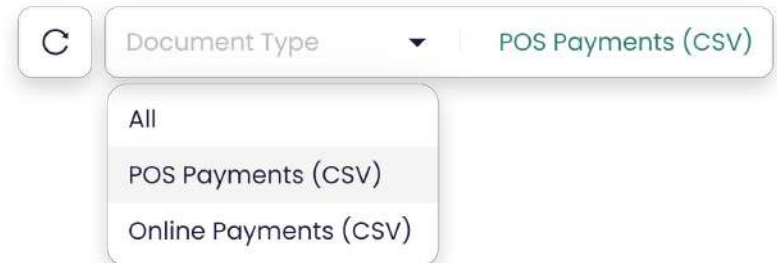 Document Type POS Payments (CSV)
All
POS Payments (CSV)
Online Payments (CSV)